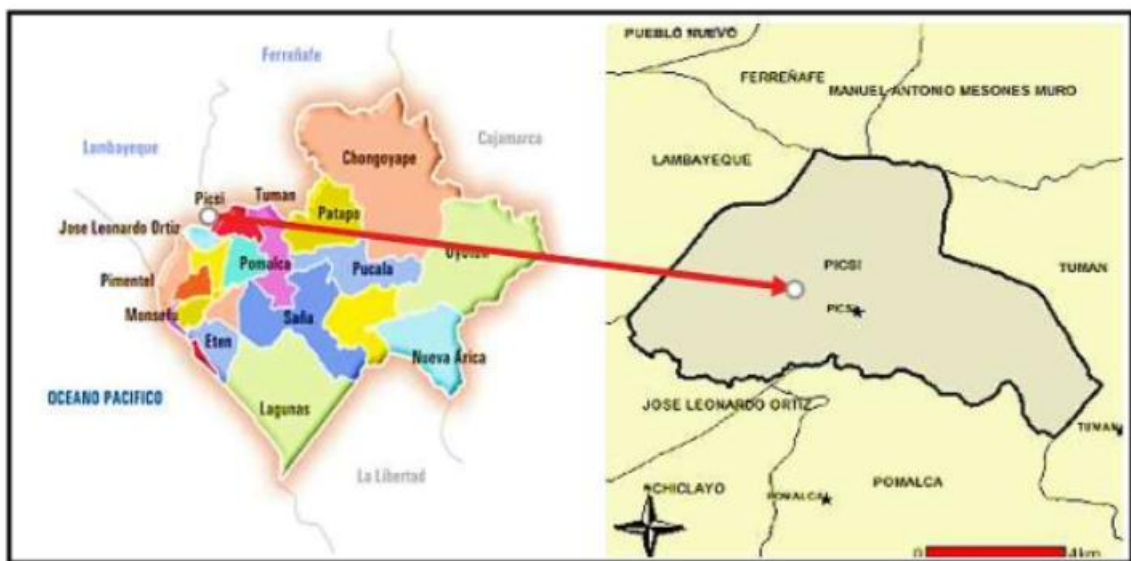 Ferreñafe
Lambayeque
Cajamarca
Chongoyape
Picsi
Tuman
Patapo
Jose Leonardo Ortiz
Pomalca
Pucala
Pimentel
Monsefu
Saña
Eten
Nueva Árica
OCEANO PACIFICO
Lagunas
La Libertad
PUEBLO NUEVO
FERREÑAFE
MANUEL ANTONIO MESONES MURO
LAMBAYEQUE
PICSI
TUMAN
PICSI
JOSE LEONARDO ORTIZ
TUMAN
CHICLAYO
POMALCA
POMALCA
0 4km